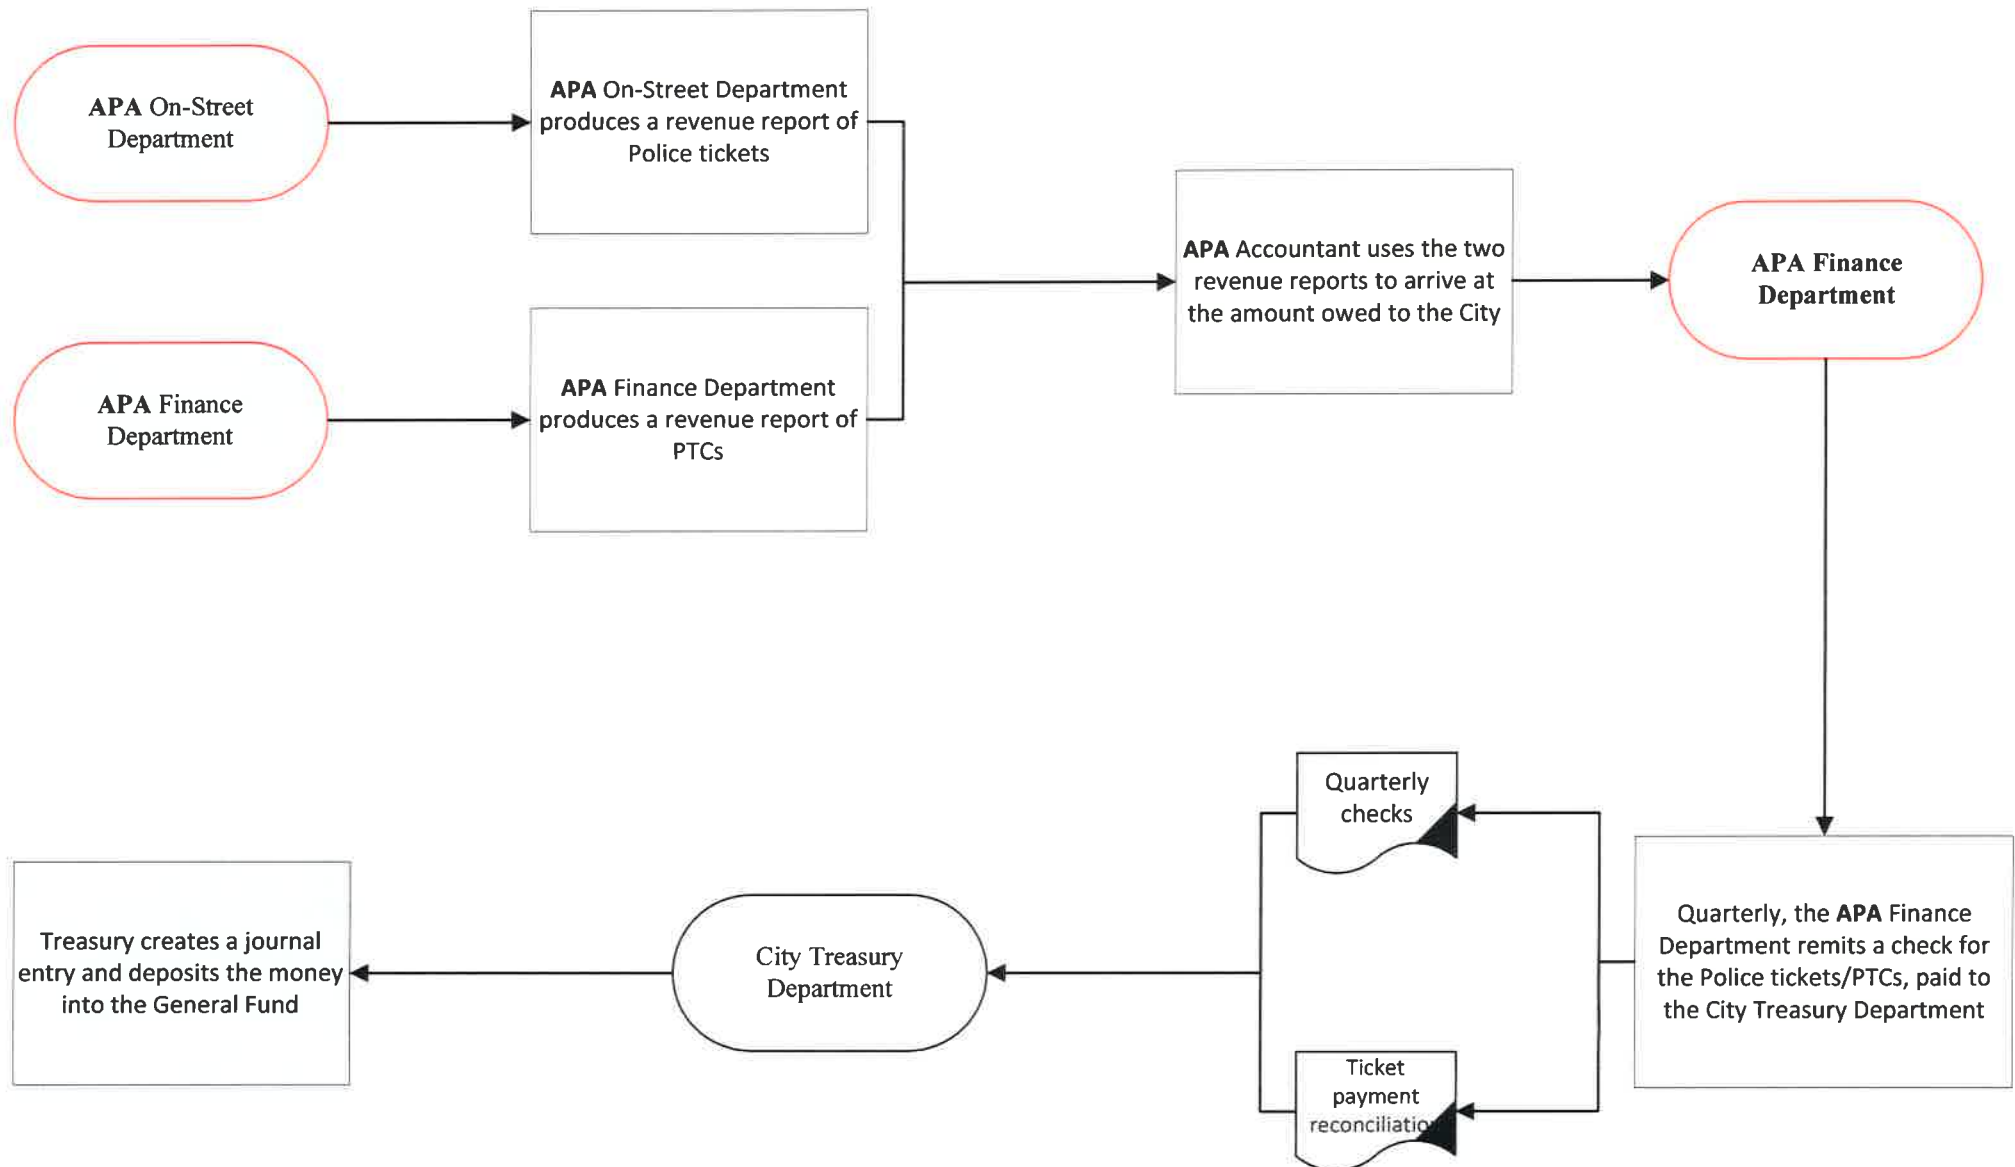 APA On-Street
Department
APA On-Street Department
produces a revenue report of
Police tickets
APA Finance
Department
APA Finance Department
produces a revenue report of
PTCs
APA Accountant uses the two
revenue reports to arrive at
the amount owed to the City
APA Finance
Department
Quarterly, the APA Finance
Department remits a check for
the Police tickets/PTCs, paid to
the City Treasury Department
Quarterly
checks
Ticket
payment
reconciliatio
City Treasury
Department
Treasury creates a journal
entry and deposits the money
into the General Fund